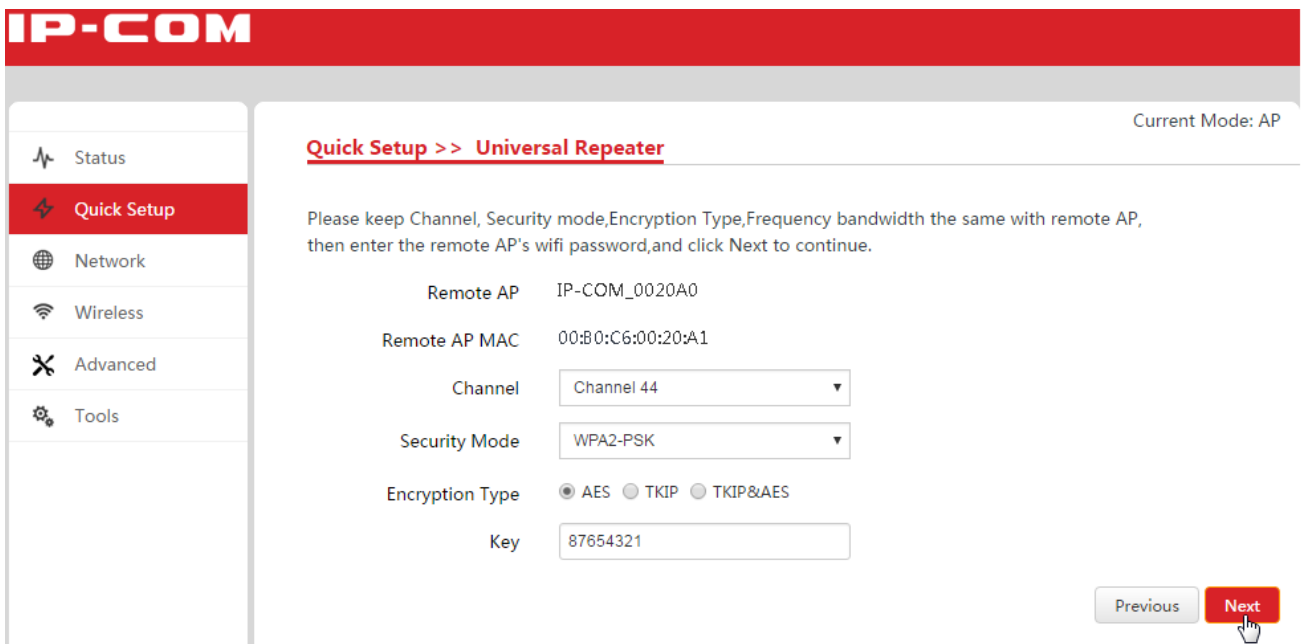 IP-COM
Current Mode: AP
Status
Quick Setup
Network
Wireless
Advanced
Tools
Quick Setup >> Universal Repeater
Please keep Channel, Security mode,Encryption Type,Frequency bandwidth the same with remote AP,
then enter the remote AP's wifi password,and click Next to continue.
Remote AP IP-COM_0020A0
Remote AP MAC 00:B0:C6:00:20:A1
Channel Channel 44
Security Mode WPA2-PSK
Encryption Type AES TKIP TKIP&AES
Key 87654321
Previous Next